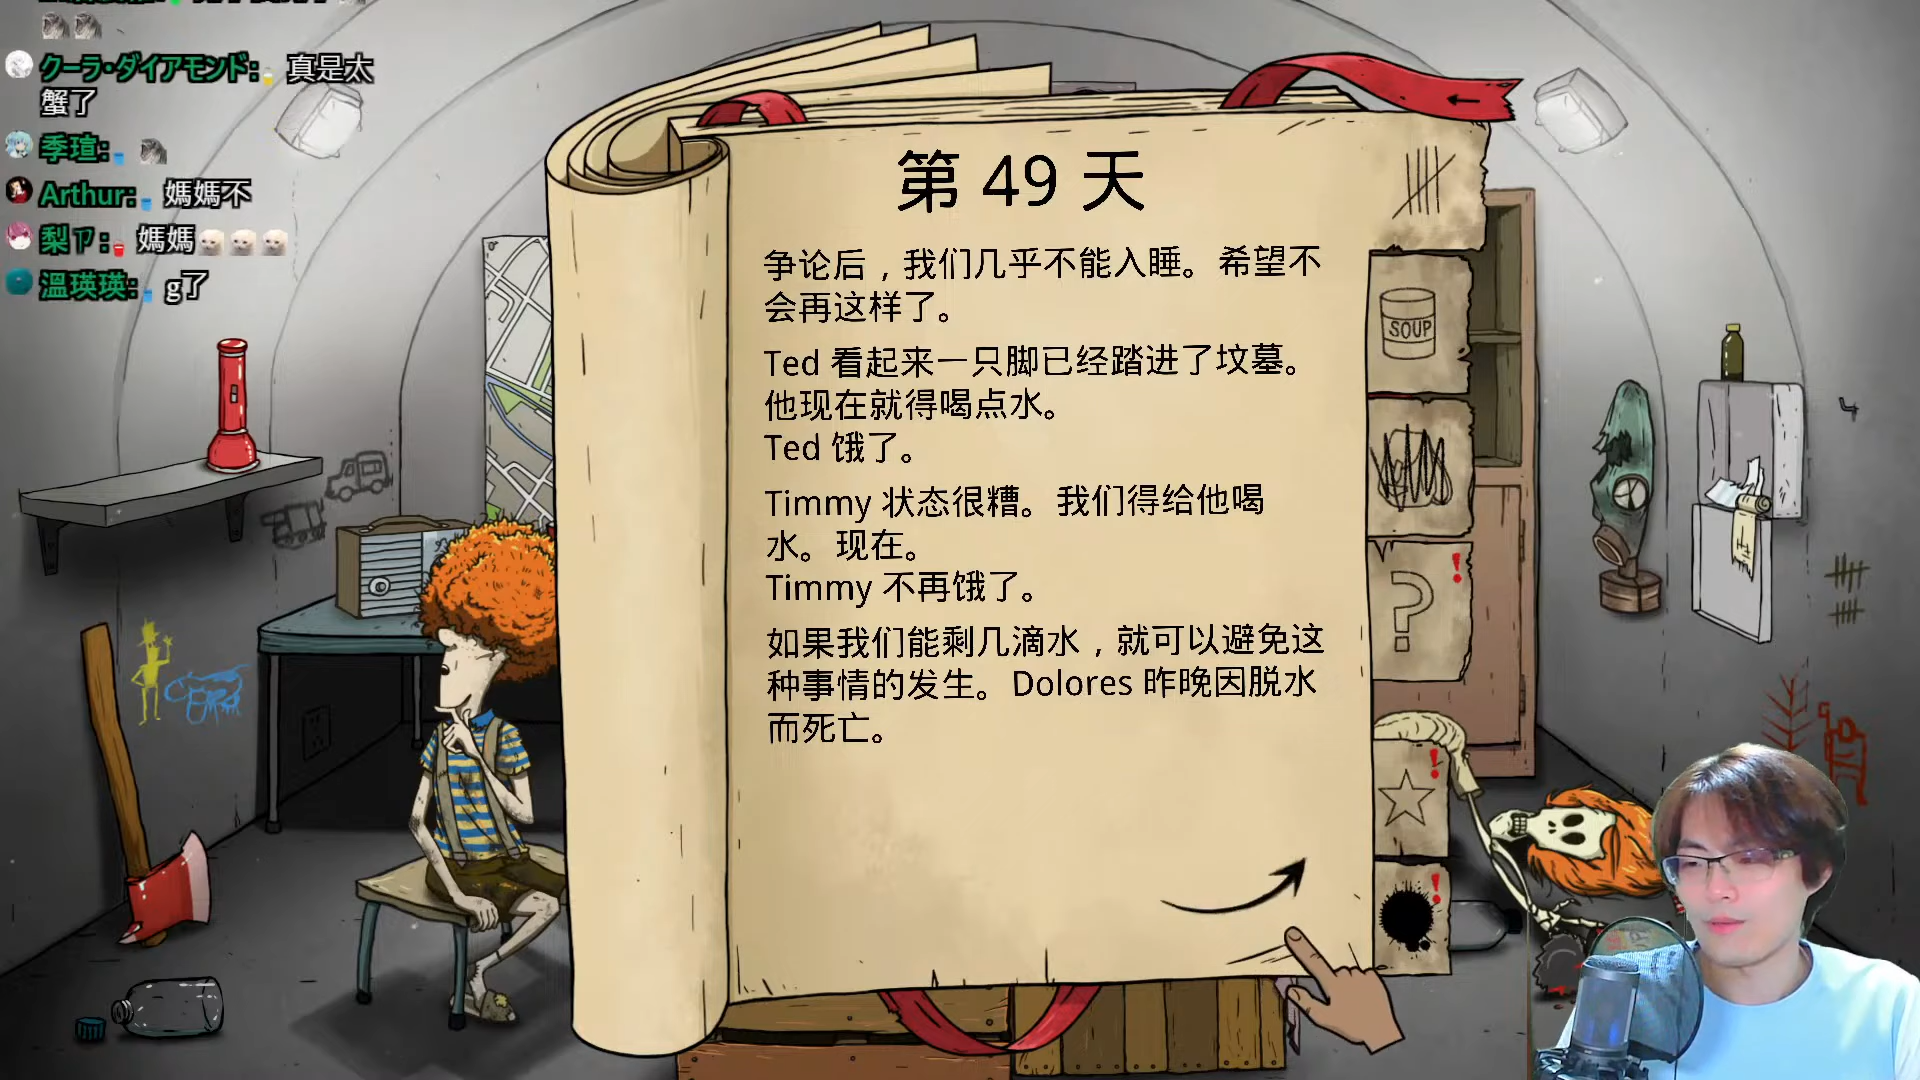 クーラ・ダイアモンド: 真是太
蟹了
季瑄:
Arthur: 媽媽不
梨ㄗ: 媽媽
溫瑛瑛: g了
第 49 天
争论后，我们几乎不能入睡。希望不
会再这样了。
Ted 看起来一只脚已经踏进了坟墓。
他现在就得喝点水。
Ted 饿了。
Timmy 状态很糟。我们得给他喝
水。现在。
Timmy 不再饿了。
如果我们能剩几滴水，就可以避免这
种事情的发生。Dolores 昨晚因脱水
而死亡。
SOUP
?